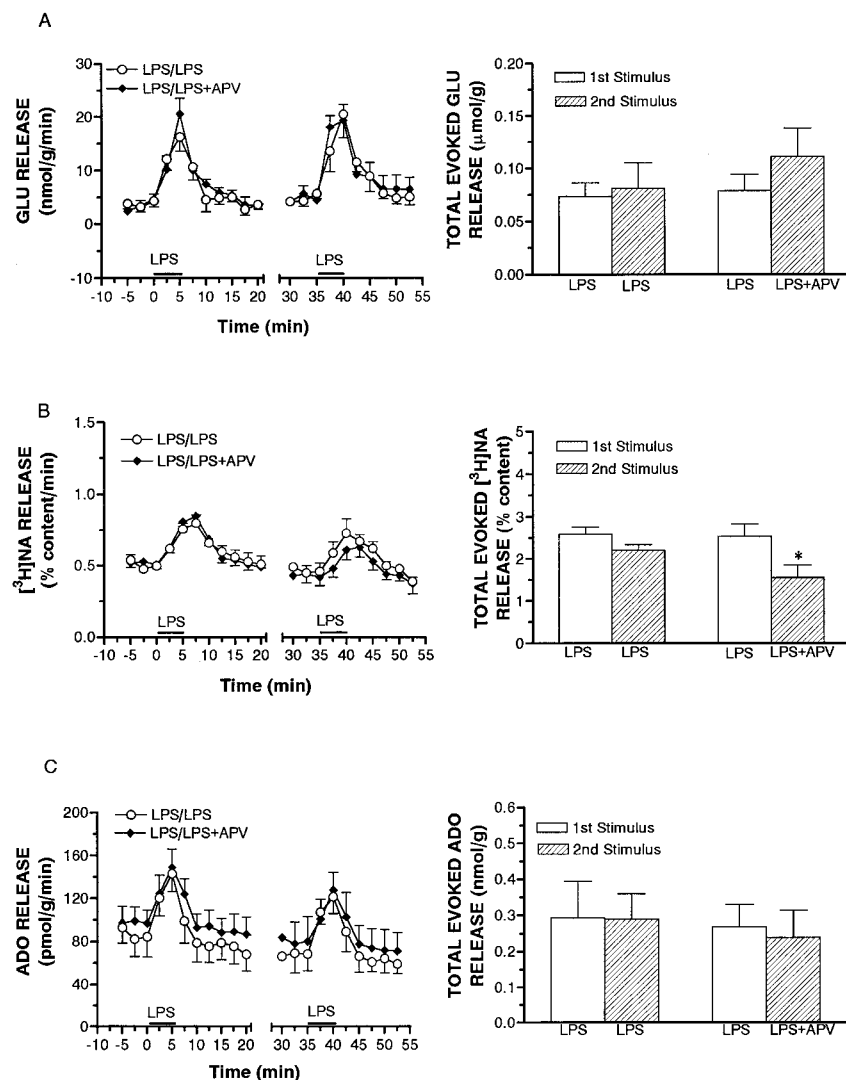 A
LPS/LPS
LPS/LPS+APV
GLU RELEASE
(nmol/g/min)
30
20
10
0
-10
LPS
LPS
-10 -5 0 5 10 15 20 30 35 40 45 50 55
Time (min)
TOTAL EVOKED GLU
RELEASE (μmol/g)
0.20
0.15
0.10
0.05
0.00
1st Stimulus
2nd Stimulus
LPS LPS LPS LPS+APV
B
LPS/LPS
LPS/LPS+APV
[³H]NA RELEASE
(% content/min)
1.5
1.0
0.5
0.0
LPS
LPS
-10 -5 0 5 10 15 20 30 35 40 45 50 55
Time (min)
TOTAL EVOKED [³H]NA
RELEASE (% content)
5
4
3
2
1
0
1st Stimulus
2nd Stimulus
*
LPS LPS LPS LPS+APV
C
LPS/LPS
LPS/LPS+APV
ADO RELEASE
(pmol/g/min)
200
160
120
80
60
0
LPS
LPS
-10 -5 0 5 10 15 20 30 35 40 45 50 55
Time (min)
TOTAL EVOKED ADO
RELEASE (nmol/g)
0.6
0.5
0.4
0.3
0.2
0.1
0.0
1st Stimulus
2nd Stimulus
LPS LPS LPS LPS+APV